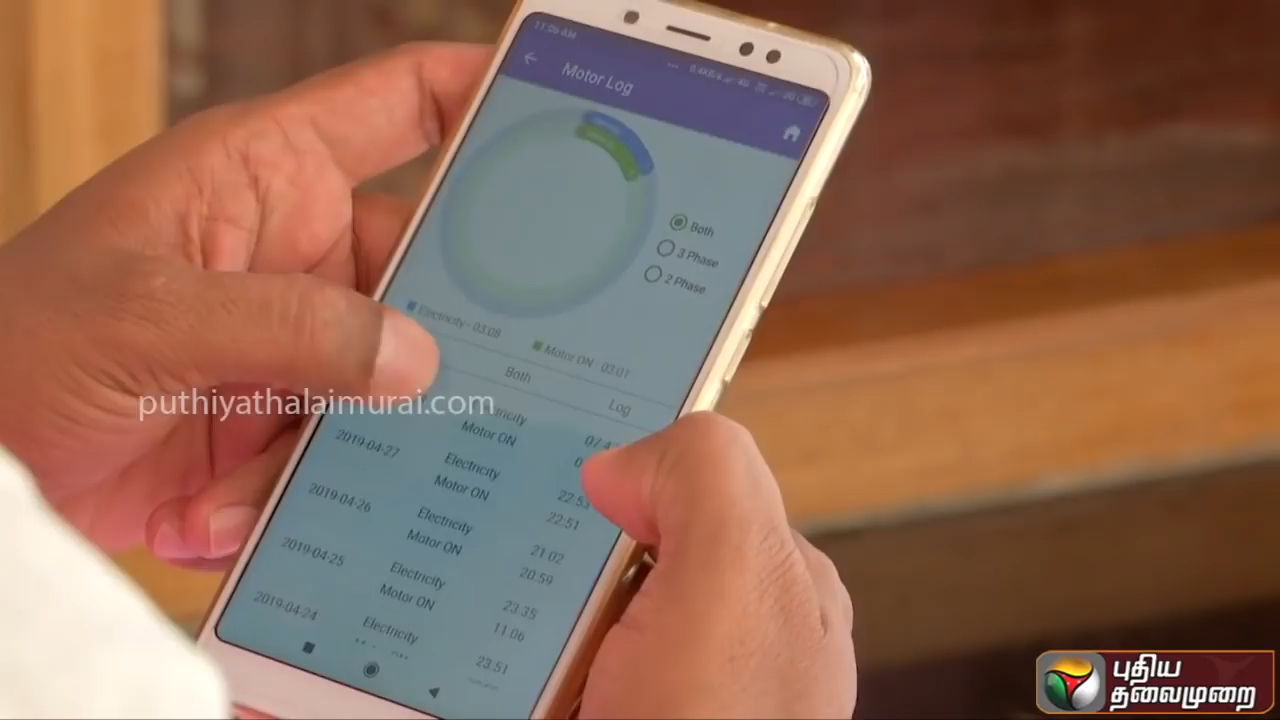 11:06 AM
Motor Log
Both
3 Phase
2 Phase
Electricity - 03:08
Motor ON - 03:01
Both
Log
Motor ON
2019-04-27
Electricity
22:53
Motor ON
22:51
2019-04-26
Electricity
21:02
Motor ON
20:59
2019-04-25
Electricity
23:35
Motor ON
11:06
2019-04-24
Electricity
23:51
puthiyathalaimurai.com
புதிய
தலைமுறை